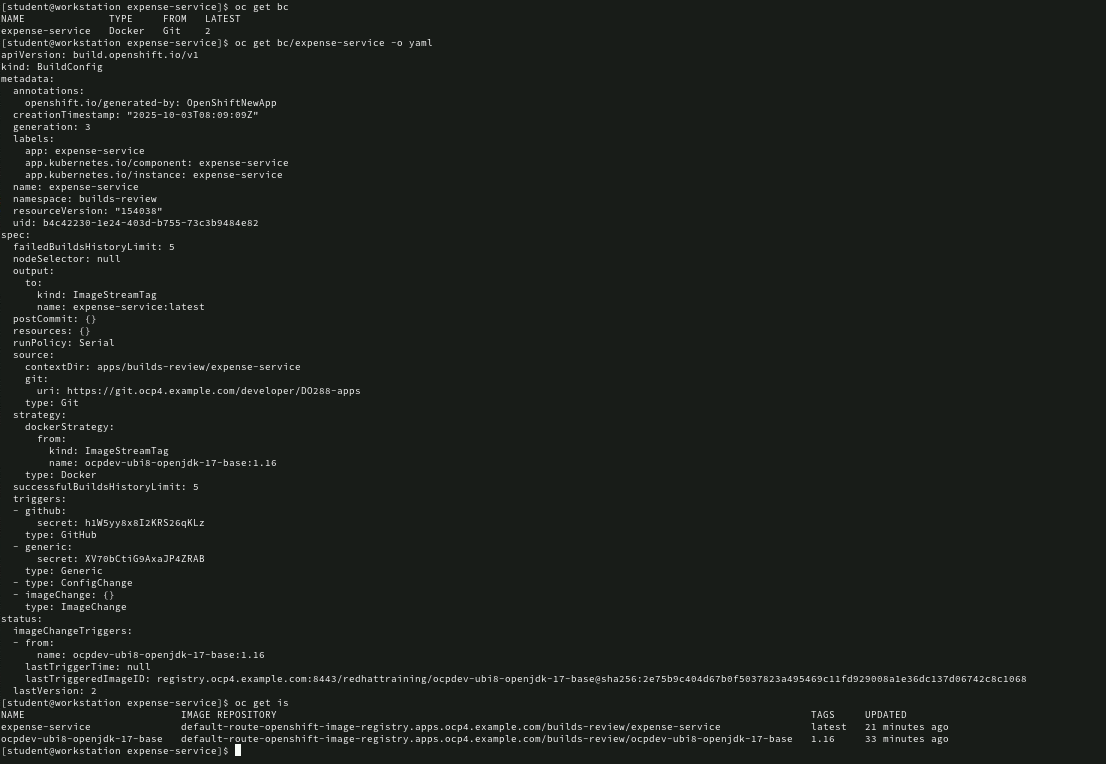 [student@workstation expense-service]$ oc get bc
NAME              TYPE     FROM   LATEST
expense-service   Docker   Git    2
[student@workstation expense-service]$ oc get bc/expense-service -o yaml
apiVersion: build.openshift.io/v1
kind: BuildConfig
metadata:
  annotations:
    openshift.io/generated-by: OpenShiftNewApp
  creationTimestamp: "2025-10-03T08:09:09Z"
  generation: 3
  labels:
    app: expense-service
    app.kubernetes.io/component: expense-service
    app.kubernetes.io/instance: expense-service
  name: expense-service
  namespace: builds-review
  resourceVersion: "154038"
  uid: b4c42230-1e24-403d-b755-73c3b9484e82
spec:
  failedBuildsHistoryLimit: 5
  nodeSelector: null
  output:
    to:
      kind: ImageStreamTag
      name: expense-service:latest
  postCommit: {}
  resources: {}
  runPolicy: Serial
  source:
    contextDir: apps/builds-review/expense-service
    git:
      uri: https://git.ocp4.example.com/developer/DO288-apps
    type: Git
  strategy:
    dockerStrategy:
      from:
        kind: ImageStreamTag
        name: ocpdev-ubi8-openjdk-17-base:1.16
    type: Docker
  successfulBuildsHistoryLimit: 5
  triggers:
  - github:
      secret: h1W5yy8x8I2KRS26qKLz
    type: GitHub
  - generic:
      secret: XV70bCtiG9AxaJP4ZRAB
    type: Generic
  - type: ConfigChange
  - imageChange: {}
    type: ImageChange
status:
  imageChangeTriggers:
  - from:
      name: ocpdev-ubi8-openjdk-17-base:1.16
    lastTriggerTime: null
    lastTriggeredImageID: registry.ocp4.example.com:8443/redhattraining/ocpdev-ubi8-openjdk-17-base@sha256:2e75b9c404d67b0f5037823a495469c11fd929008a1e36dc137d06742c8c1068
  lastVersion: 2
[student@workstation expense-service]$ oc get is
NAME                          IMAGE REPOSITORY                                                                                           TAGS     UPDATED
expense-service               default-route-openshift-image-registry.apps.ocp4.example.com/builds-review/expense-service               latest   21 minutes ago
ocpdev-ubi8-openjdk-17-base   default-route-openshift-image-registry.apps.ocp4.example.com/builds-review/ocpdev-ubi8-openjdk-17-base   1.16     33 minutes ago
[student@workstation expense-service]$